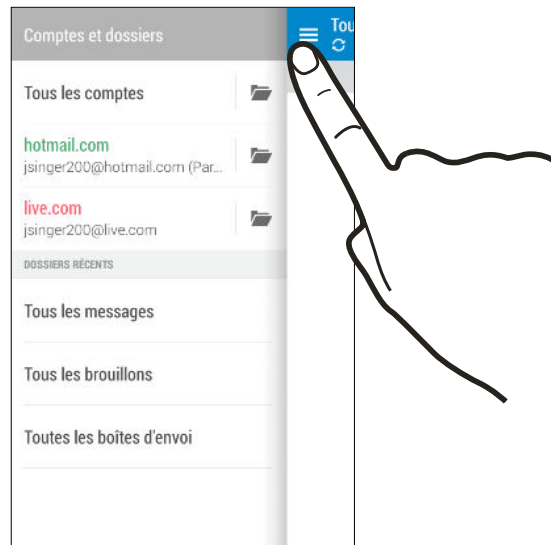 Comptes et dossiers
Tou
Tous les comptes
hotmail.com
jsinger200@hotmail.com (Par...
live.com
jsinger200@live.com
DOSSIERS RÉCENTS
Tous les messages
Tous les brouillons
Toutes les boîtes d'envoi